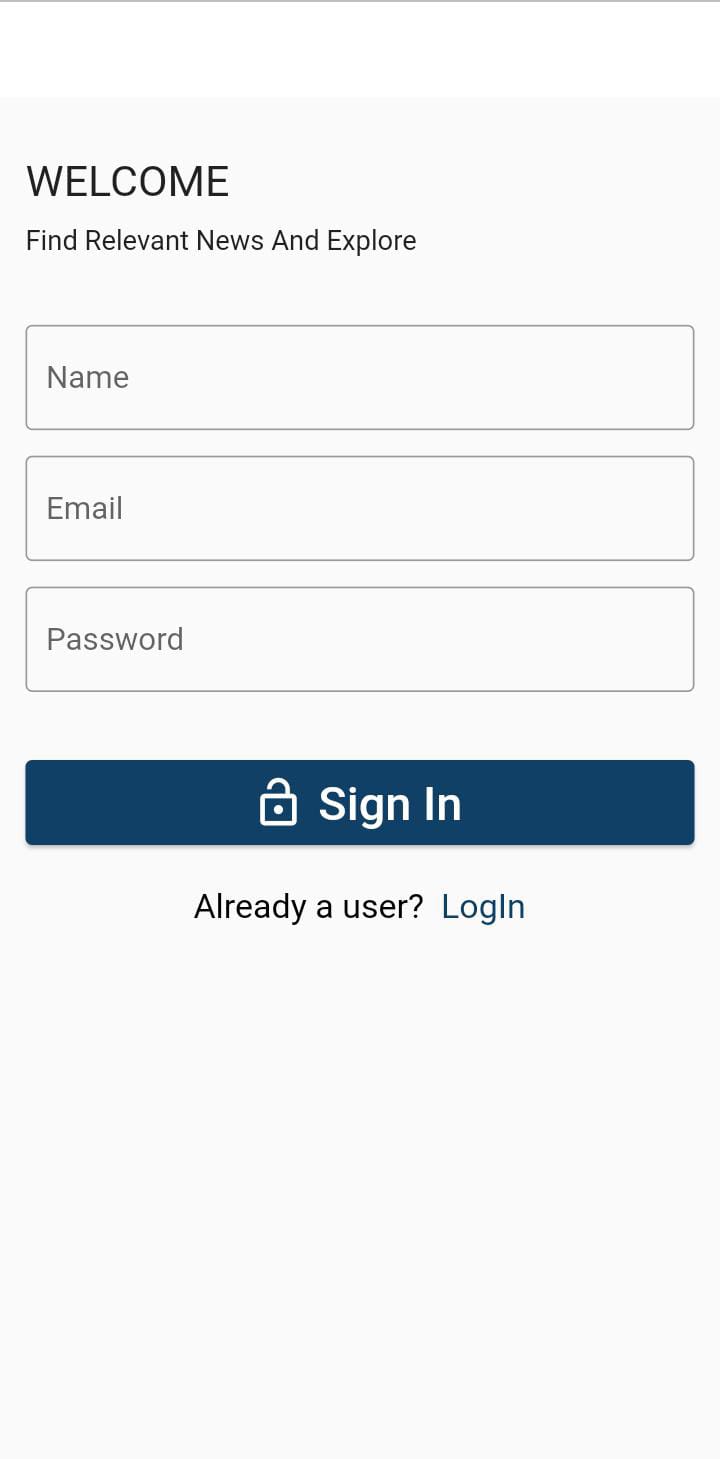 WELCOME
Find Relevant News And Explore
Name
Email
Password
Sign In
Already a user? LogIn